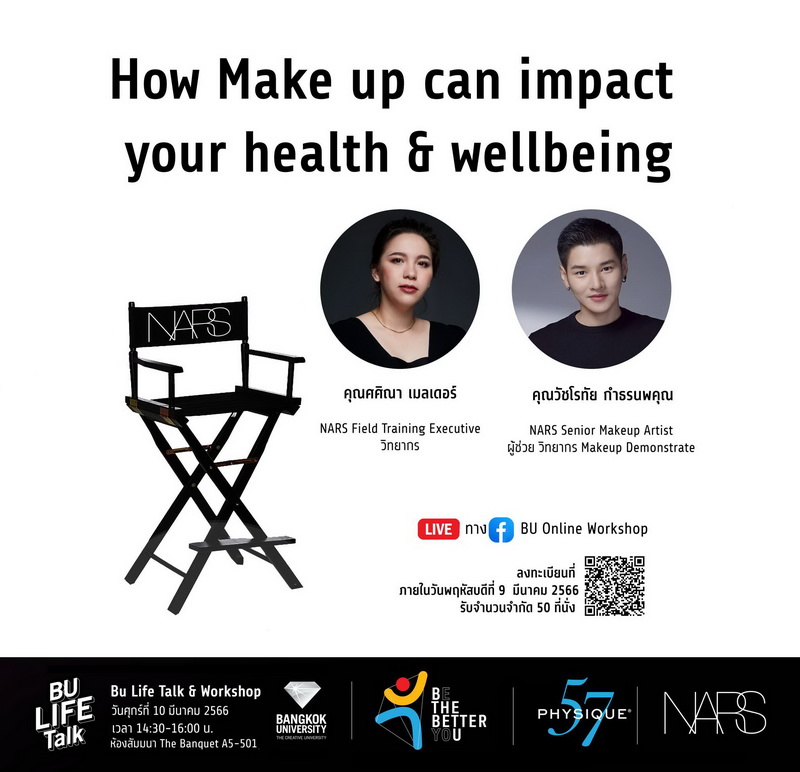 How Make up can impact
your health & wellbeing
NARS
คุณศศิณา เมลเดอร์
NARS Field Training Executive
วิทยากร
คุณวัชโรทัย กำธรนพคุณ
NARS Senior Makeup Artist
ผู้ช่วย วิทยากร Makeup Demonstrate
LIVE ทาง f BU Online Workshop
ลงทะเบียนที่
ภายในวันพฤหัสบดีที่ 9 มีนาคม 2566
รับจำนวนจำกัด 50 ที่นั่ง
BU
LIFE
Talk
Bu Life Talk & Workshop
วันศุกร์ที่ 10 มีนาคม 2566
เวลา 14:30-16:00 น.
ห้องสัมมนา The Banquet A5-501
BANGKOK
UNIVERSITY
THE CREATIVE UNIVERSITY
BE
THE
BETTER
YOU
PHYSIQUE 57®
NARS